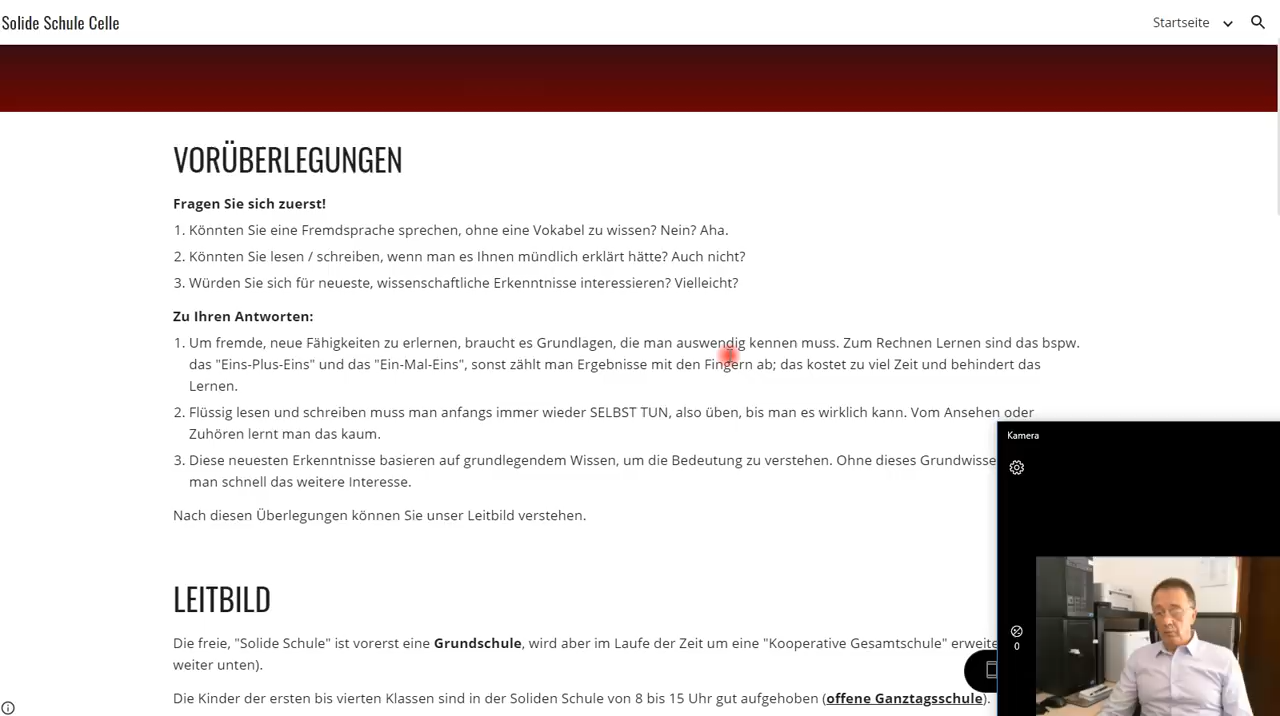 Solide Schule Celle
Startseite
VORÜBERLEGUNGEN
Fragen Sie sich zuerst!
1. Könnten Sie eine Fremdsprache sprechen, ohne eine Vokabel zu wissen? Nein? Aha.
2. Könnten Sie lesen / schreiben, wenn man es Ihnen mündlich erklärt hätte? Auch nicht?
3. Würden Sie sich für neueste, wissenschaftliche Erkenntnisse interessieren? Vielleicht?
Zu Ihren Antworten:
1. Um fremde, neue Fähigkeiten zu erlernen, braucht es Grundlagen, die man auswendig kennen muss. Zum Rechnen Lernen sind das bspw.
das "Eins-Plus-Eins" und das "Ein-Mal-Eins", sonst zählt man Ergebnisse mit den Fingern ab; das kostet zu viel Zeit und behindert das
Lernen.
2. Flüssig lesen und schreiben muss man anfangs immer wieder SELBST TUN, also üben, bis man es wirklich kann. Vom Ansehen oder
Zuhören lernt man das kaum.
3. Diese neuesten Erkenntnisse basieren auf grundlegendem Wissen, um die Bedeutung zu verstehen. Ohne dieses Grundwisse
man schnell das weitere Interesse.
Nach diesen Überlegungen können Sie unser Leitbild verstehen.
LEITBILD
Die freie, "Solide Schule" ist vorerst eine Grundschule, wird aber im Laufe der Zeit um eine "Kooperative Gesamtschule" erweite
weiter unten).
Die Kinder der ersten bis vierten Klassen sind in der Soliden Schule von 8 bis 15 Uhr gut aufgehoben (offene Ganztagsschule).
Kamera
0